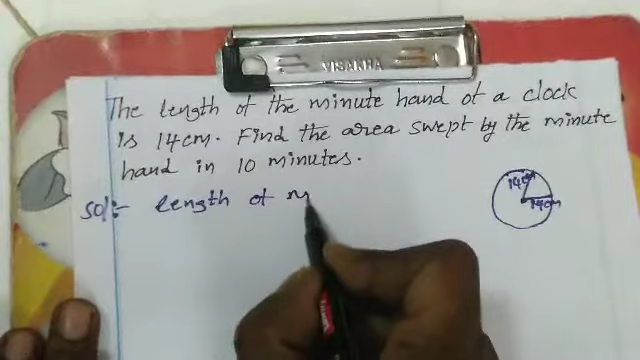 VISAKHA
The length of the minute hand of a clock
is 14cm. Find the area swept by the minute
hand in 10 minutes.
Sol:- length of M
14cm
14cm